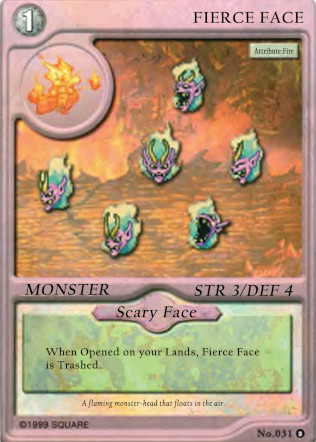 1
FIERCE FACE
Attribute:Fire
MONSTER
STR 3/DEF 4
Scary Face
When Opened on your Lands, Fierce Face
is Trashed.
A flaming monster-head that floats in the air.
©1999 SQUARE
No.031